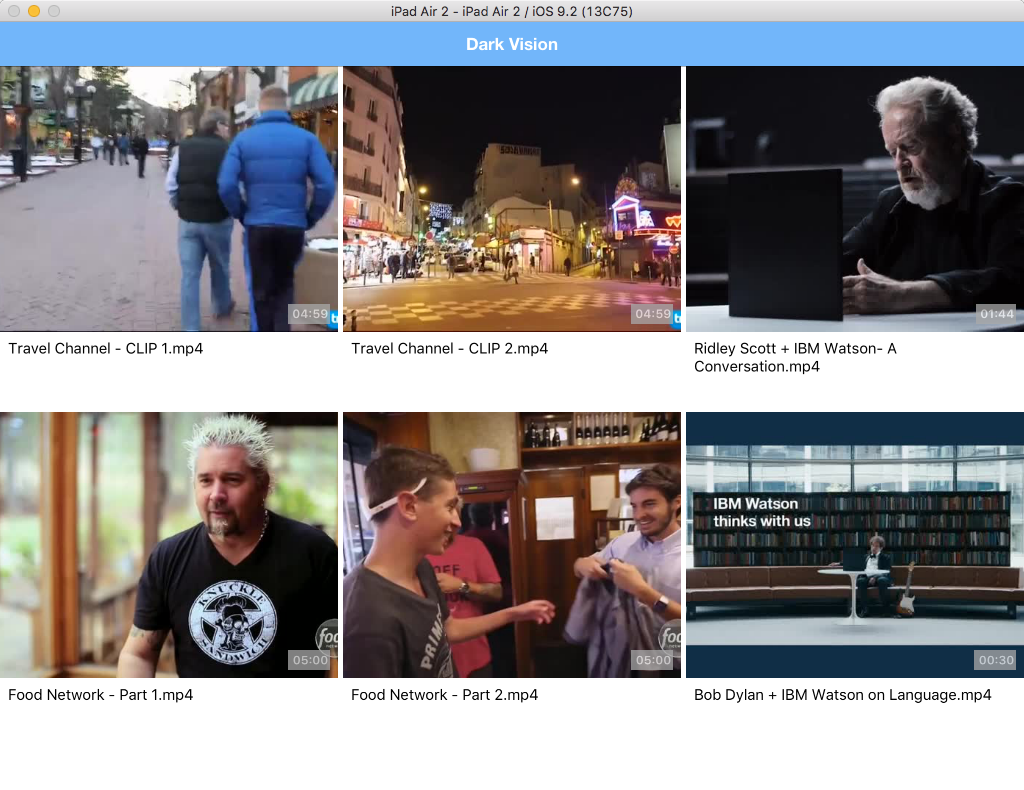 iPad Air 2 - iPad Air 2 / iOS 9.2 (13C75)
Dark Vision
04:59
04:59
01:44
Travel Channel - CLIP 1.mp4
Travel Channel - CLIP 2.mp4
Ridley Scott + IBM Watson- A
Conversation.mp4
KNUCKLE
SANDWICH
IBM Watson
thinks with us
05:00
05:00
00:30
Food Network - Part 1.mp4
Food Network - Part 2.mp4
Bob Dylan + IBM Watson on Language.mp4